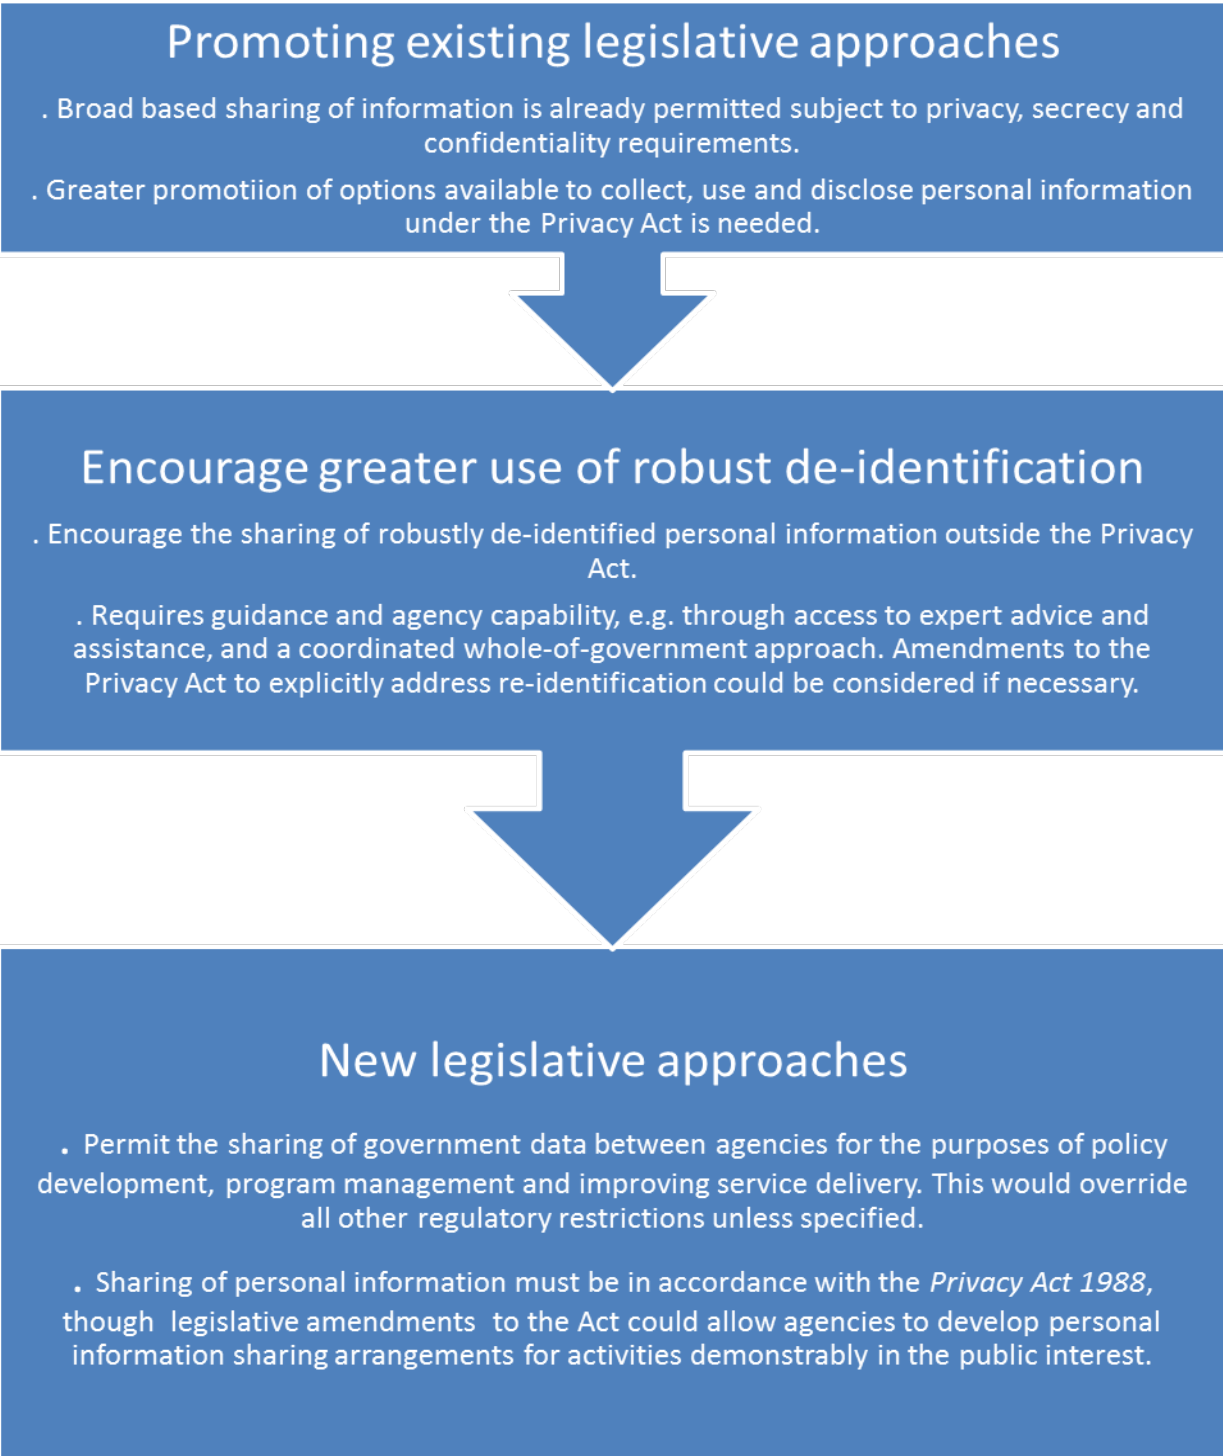 Promoting existing legislative approaches
. Broad based sharing of information is already permitted subject to privacy, secrecy and
confidentiality requirements.
. Greater promotiion of options available to collect, use and disclose personal information
under the Privacy Act is needed.
Encourage greater use of robust de-identification
. Encourage the sharing of robustly de-identified personal information outside the Privacy
Act.
. Requires guidance and agency capability, e.g. through access to expert advice and
assistance, and a coordinated whole-of-government approach. Amendments to the
Privacy Act to explicitly address re-identification could be considered if necessary.
New legislative approaches
. Permit the sharing of government data between agencies for the purposes of policy
development, program management and improving service delivery. This would override
all other regulatory restrictions unless specified.
. Sharing of personal information must be in accordance with the Privacy Act 1988,
though legislative amendments to the Act could allow agencies to develop personal
information sharing arrangements for activities demonstrably in the public interest.